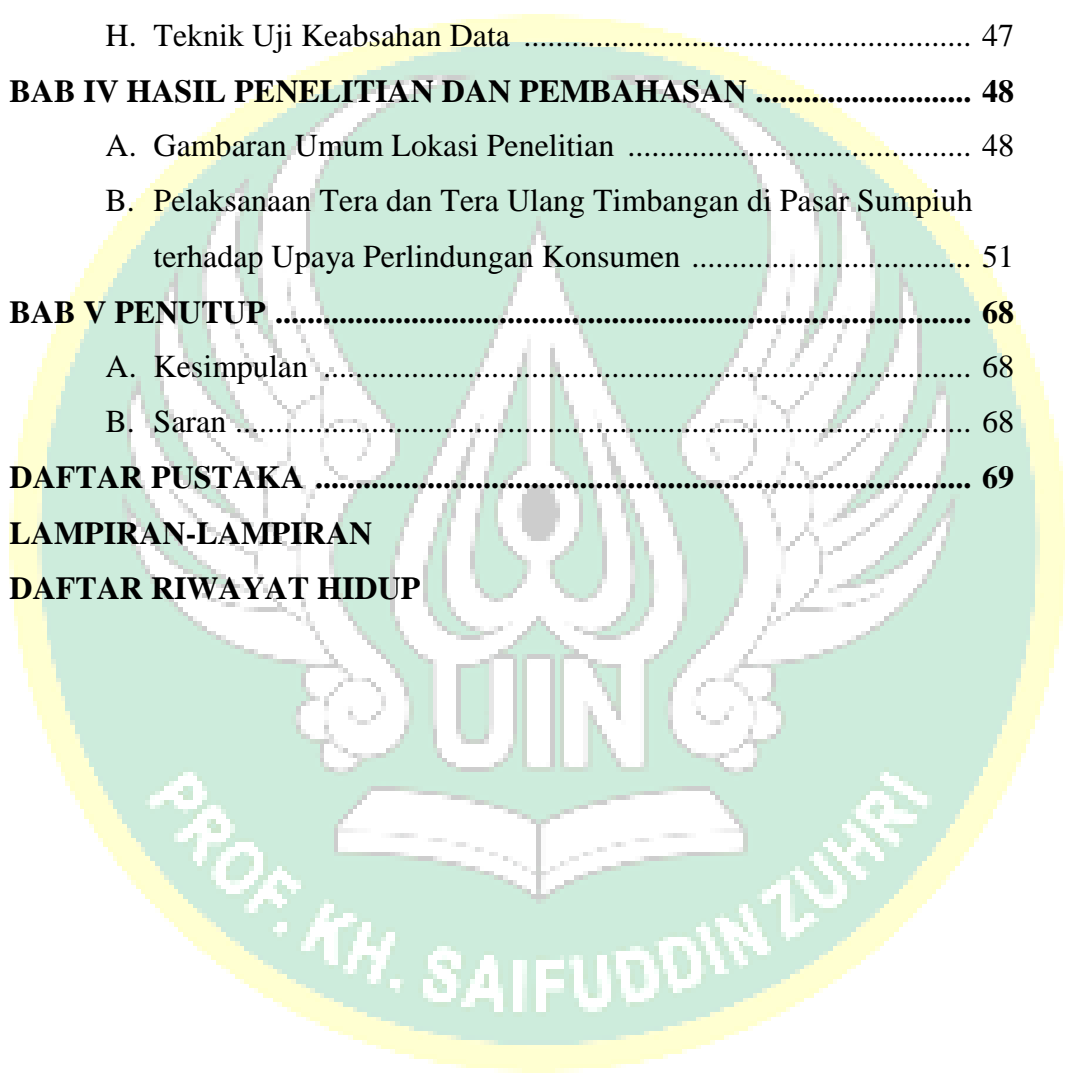 H. Teknik Uji Keabsahan Data ........................................................ 47
BAB IV HASIL PENELITIAN DAN PEMBAHASAN ........................... 48
A. Gambaran Umum Lokasi Penelitian ........................................... 48
B. Pelaksanaan Tera dan Tera Ulang Timbangan di Pasar Sumpiuh
terhadap Upaya Perlindungan Konsumen ................................... 51
BAB V PENUTUP ....................................................................................... 68
A. Kesimpulan ................................................................................. 68
B. Saran ............................................................................................ 68
DAFTAR PUSTAKA .................................................................................. 69
LAMPIRAN-LAMPIRAN
DAFTAR RIWAYAT HIDUP
UIN
PROF. KH. SAIFUDDIN ZUHRI